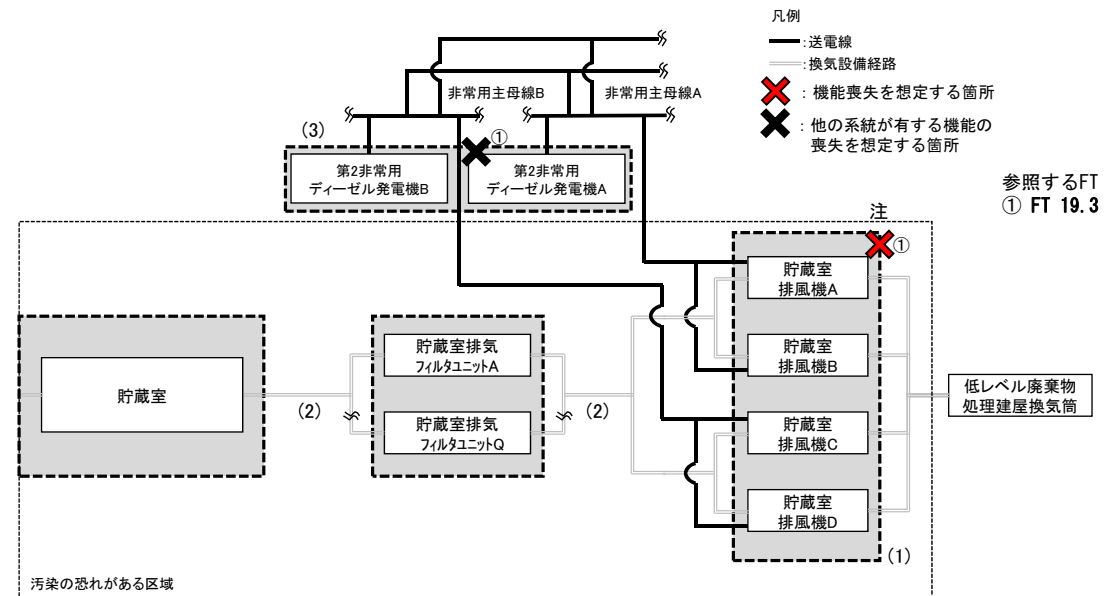 凡例
:送電線
:換気設備経路
: 機能喪失を想定する箇所
: 他の系統が有する機能の
喪失を想定する箇所
非常用主母線B
非常用主母線A
(3)
①
第2非常用
ディーゼル発電機B
第2非常用
ディーゼル発電機A
参照するFT
① FT 19.3
注
①
貯蔵室
排風機A
貯蔵室
排風機B
貯蔵室
排風機C
貯蔵室
排風機D
(1)
貯蔵室
(2)
貯蔵室排気
フィルタユニットA
貯蔵室排気
フィルタユニットQ
(2)
低レベル廃棄物
処理建屋換気筒
汚染の恐れがある区域